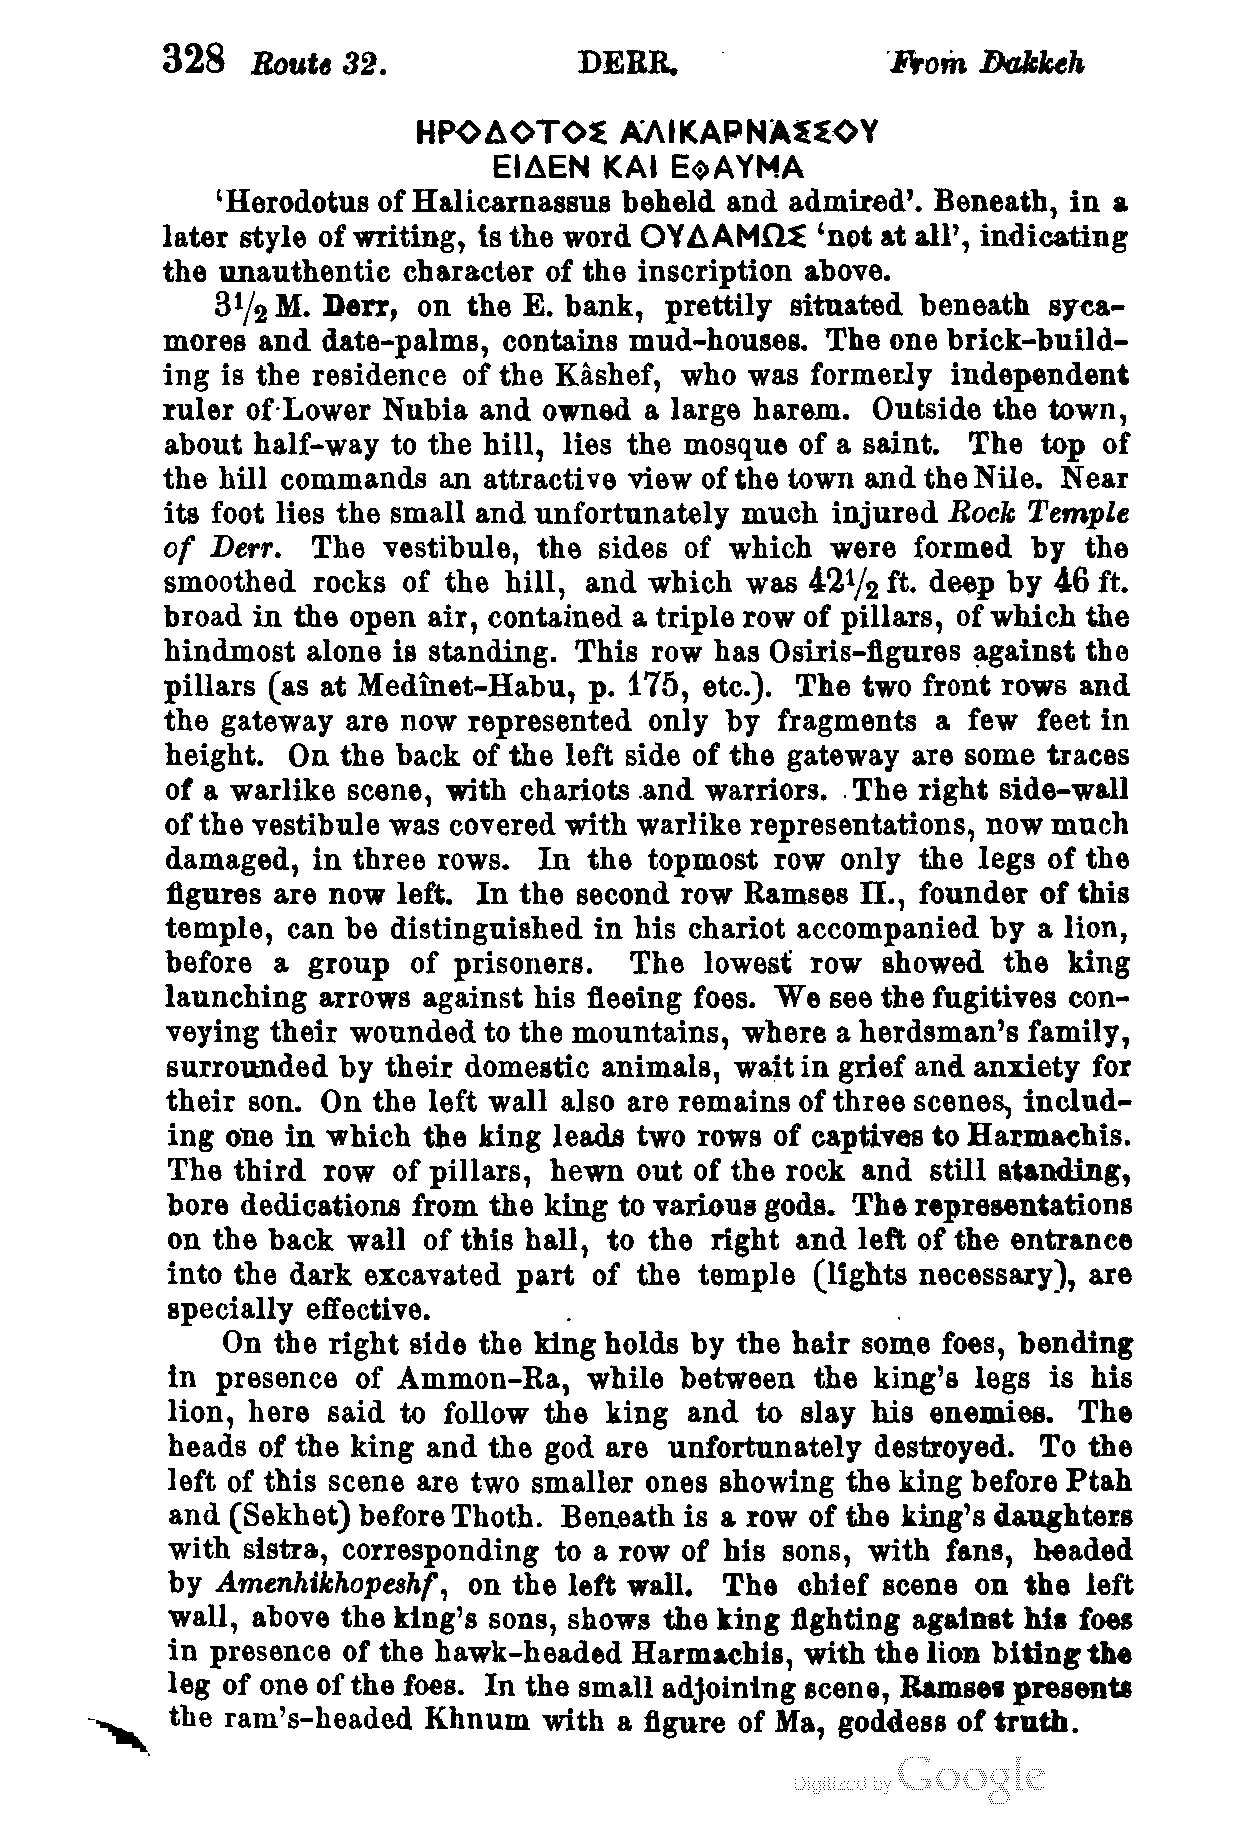 328 Route 32. DERR. From Dakkeh
ΗΡΟΔΟΤΟΣ ΑΛΙΚΑΡΝΑΣΣΟΥ
ΕΙΔΕΝ ΚΑΙ ΕΘΑΥΜΑ
‘Herodotus of Halicarnassus beheld and admired’. Beneath, in a
later style of writing, is the word ΟΥΔΑΜΩΣ ‘not at all’, indicating
the unauthentic character of the inscription above.
3½ M. Derr, on the E. bank, prettily situated beneath syca-
mores and date-palms, contains mud-houses. The one brick-build-
ing is the residence of the Kâshef, who was formerly independent
ruler of Lower Nubia and owned a large harem. Outside the town,
about half-way to the hill, lies the mosque of a saint. The top of
the hill commands an attractive view of the town and the Nile. Near
its foot lies the small and unfortunately much injured Rock Temple
of Derr. The vestibule, the sides of which were formed by the
smoothed rocks of the hill, and which was 42½ ft. deep by 46 ft.
broad in the open air, contained a triple row of pillars, of which the
hindmost alone is standing. This row has Osiris-figures against the
pillars (as at Medînet-Habu, p. 175, etc.). The two front rows and
the gateway are now represented only by fragments a few feet in
height. On the back of the left side of the gateway are some traces
of a warlike scene, with chariots and warriors. The right side-wall
of the vestibule was covered with warlike representations, now much
damaged, in three rows. In the topmost row only the legs of the
figures are now left. In the second row Ramses II., founder of this
temple, can be distinguished in his chariot accompanied by a lion,
before a group of prisoners. The lowest row showed the king
launching arrows against his fleeing foes. We see the fugitives con-
veying their wounded to the mountains, where a herdsman's family,
surrounded by their domestic animals, wait in grief and anxiety for
their son. On the left wall also are remains of three scenes, includ-
ing one in which the king leads two rows of captives to Harmachis.
The third row of pillars, hewn out of the rock and still standing,
bore dedications from the king to various gods. The representations
on the back wall of this hall, to the right and left of the entrance
into the dark excavated part of the temple (lights necessary), are
specially effective.
On the right side the king holds by the hair some foes, bending
in presence of Ammon-Ra, while between the king's legs is his
lion, here said to follow the king and to slay his enemies. The
heads of the king and the god are unfortunately destroyed. To the
left of this scene are two smaller ones showing the king before Ptah
and (Sekhet) before Thoth. Beneath is a row of the king's daughters
with sistra, corresponding to a row of his sons, with fans, headed
by Amenhikhopeshf, on the left wall. The chief scene on the left
wall, above the king's sons, shows the king fighting against his foes
in presence of the hawk-headed Harmachis, with the lion biting the
leg of one of the foes. In the small adjoining scene, Ramses presents
the ram's-headed Khnum with a figure of Ma, goddess of truth.
Digitized by Google